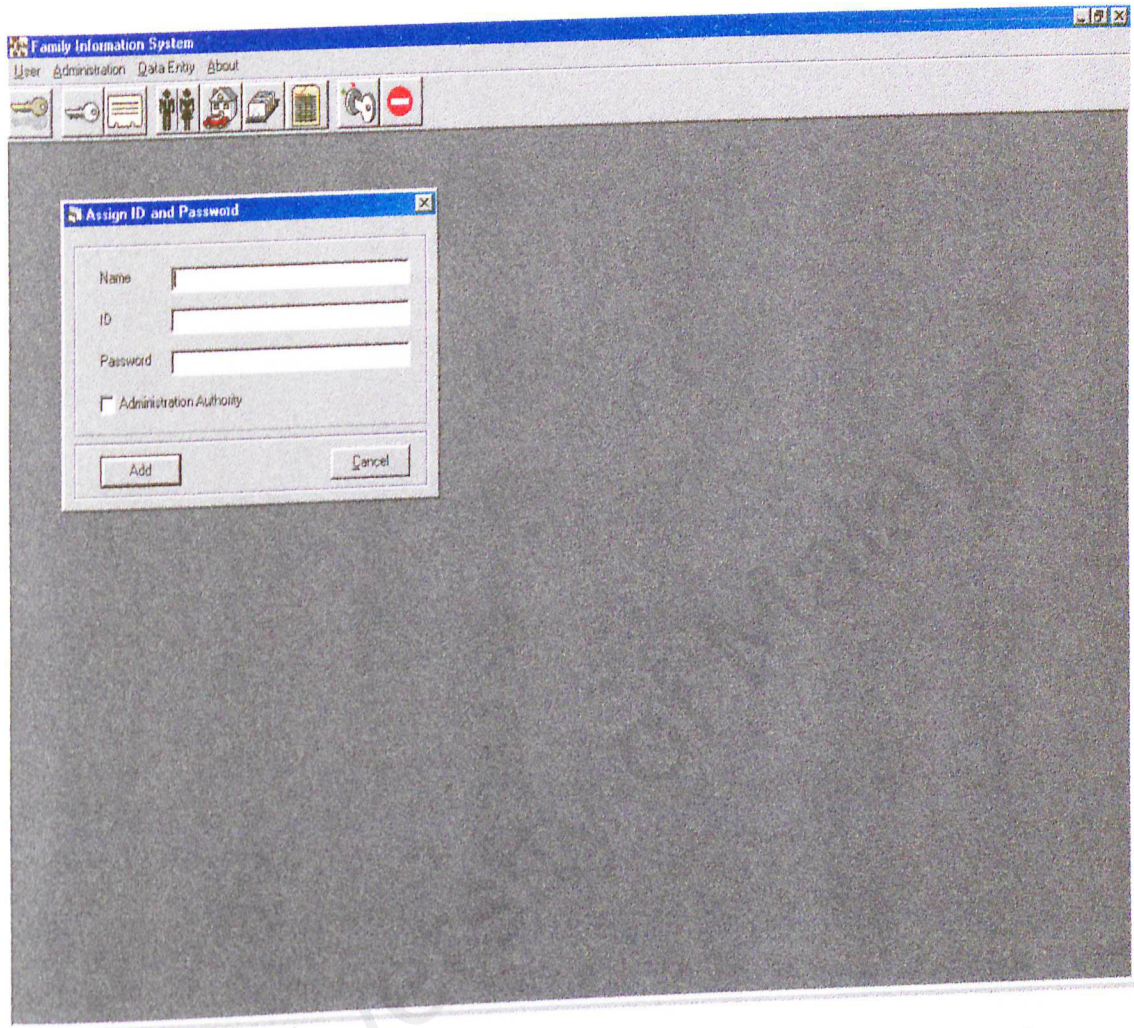 Family Information System
User Administration Data Entry About
Assign ID and Password
Name
ID
Password
Administration Authority
Add Cancel